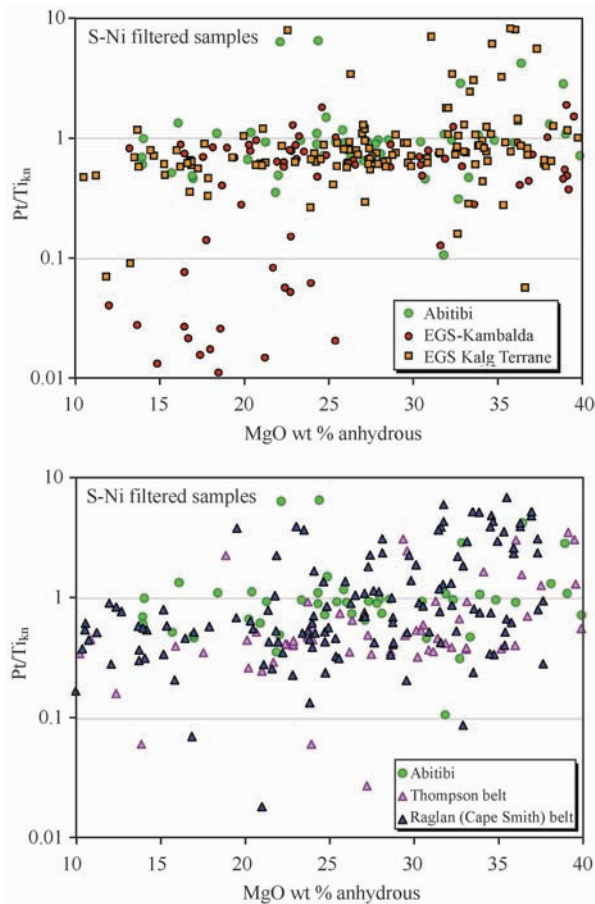 S-Ni filtered samples
10
1
0.1
0.01
Pt/Tikn
Abitibi
EGS-Kambalda
EGS Kalg Terrane
10 15 20 25 30 35 40
MgO wt % anhydrous
S-Ni filtered samples
10
1
0.1
0.01
Pt/Tikn
Abitibi
Thompson belt
Raglan (Cape Smith) belt
10 15 20 25 30 35 40
MgO wt % anhydrous